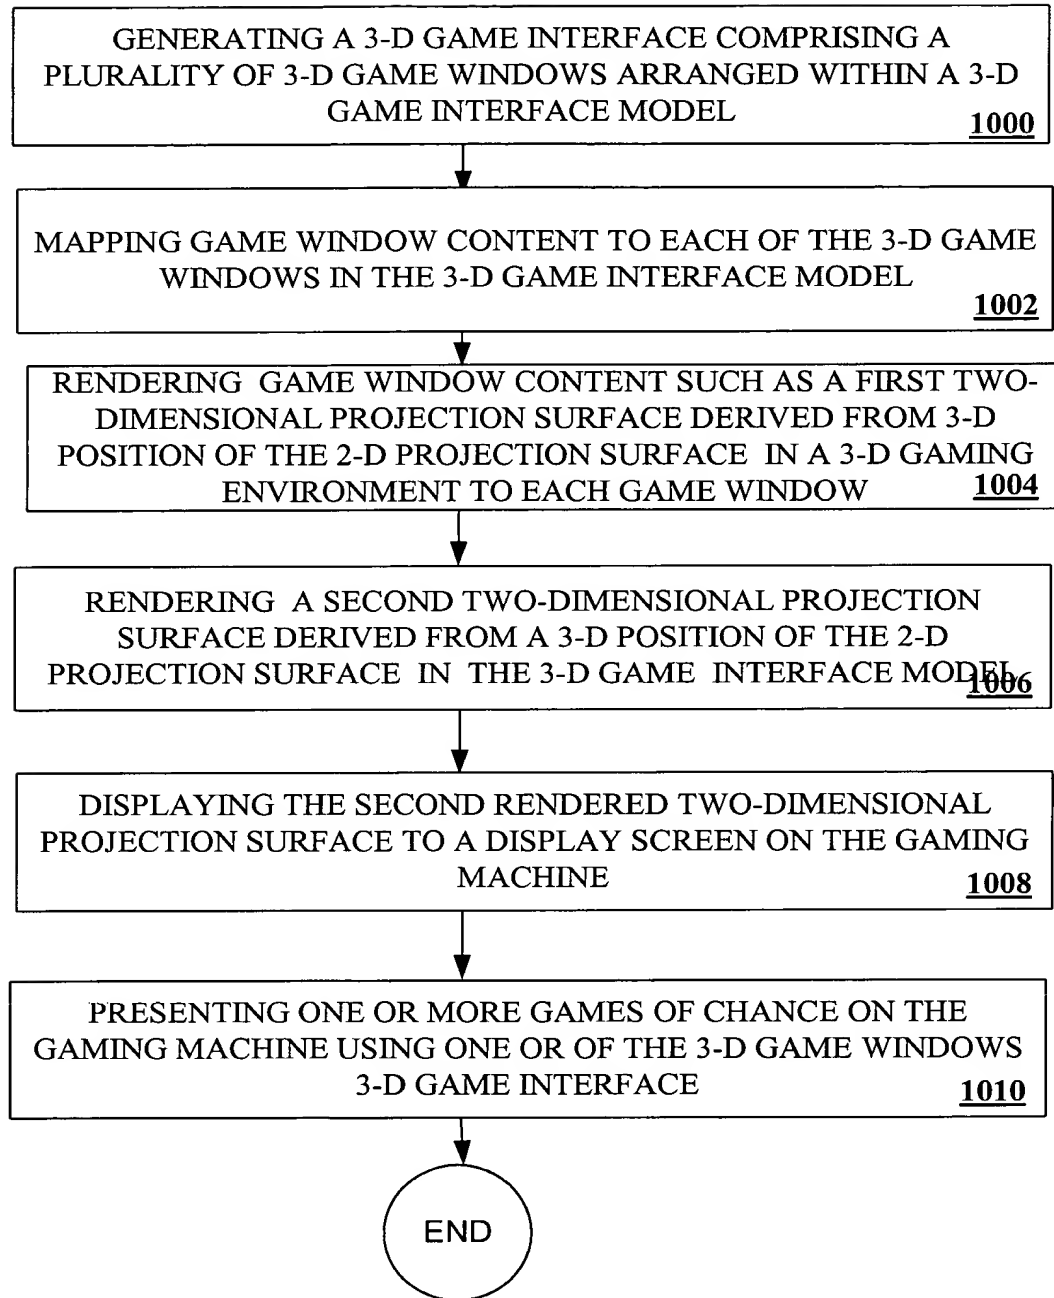 GENERATING A 3-D GAME INTERFACE COMPRISING A
PLURALITY OF 3-D GAME WINDOWS ARRANGED WITHIN A 3-D
GAME INTERFACE MODEL
1000
MAPPING GAME WINDOW CONTENT TO EACH OF THE 3-D GAME
WINDOWS IN THE 3-D GAME INTERFACE MODEL
1002
RENDERING GAME WINDOW CONTENT SUCH AS A FIRST TWO-
DIMENSIONAL PROJECTION SURFACE DERIVED FROM 3-D
POSITION OF THE 2-D PROJECTION SURFACE IN A 3-D GAMING
ENVIRONMENT TO EACH GAME WINDOW
1004
RENDERING A SECOND TWO-DIMENSIONAL PROJECTION
SURFACE DERIVED FROM A 3-D POSITION OF THE 2-D
PROJECTION SURFACE IN THE 3-D GAME INTERFACE MODEL
1006
DISPLAYING THE SECOND RENDERED TWO-DIMENSIONAL
PROJECTION SURFACE TO A DISPLAY SCREEN ON THE GAMING
MACHINE
1008
PRESENTING ONE OR MORE GAMES OF CHANCE ON THE
GAMING MACHINE USING ONE OR OF THE 3-D GAME WINDOWS
3-D GAME INTERFACE
1010
END